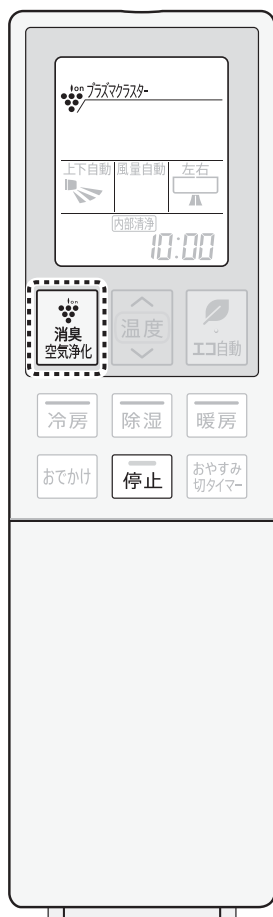 ion プラズマクラスター
上下自動 風量自動 左右
内部清浄
10:00
ion
消臭
空気浄化
温度
エコ自動
冷房 除湿 暖房
おでかけ 停止 おやすみ
切タイマー